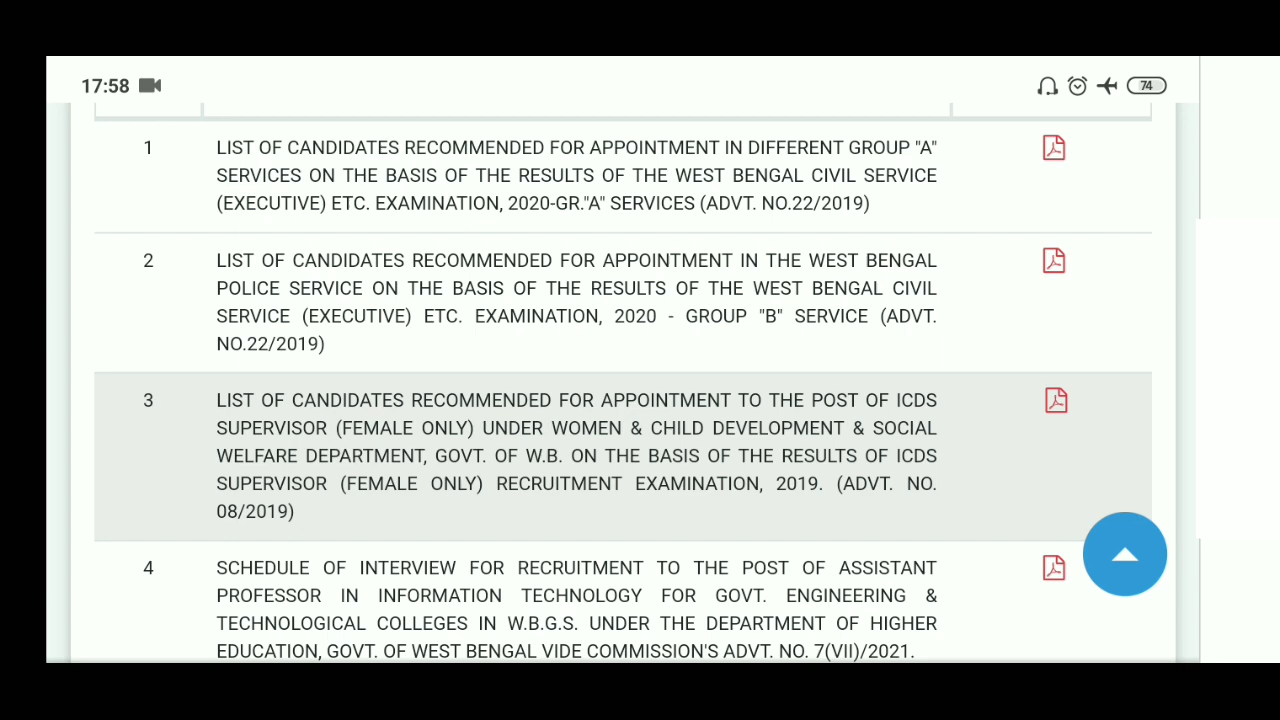 17:58
74
1
LIST OF CANDIDATES RECOMMENDED FOR APPOINTMENT IN DIFFERENT GROUP "A"
SERVICES ON THE BASIS OF THE RESULTS OF THE WEST BENGAL CIVIL SERVICE
(EXECUTIVE) ETC. EXAMINATION, 2020-GR."A" SERVICES (ADVT. NO.22/2019)
2
LIST OF CANDIDATES RECOMMENDED FOR APPOINTMENT IN THE WEST BENGAL
POLICE SERVICE ON THE BASIS OF THE RESULTS OF THE WEST BENGAL CIVIL
SERVICE (EXECUTIVE) ETC. EXAMINATION, 2020 - GROUP "B" SERVICE (ADVT.
NO.22/2019)
3
LIST OF CANDIDATES RECOMMENDED FOR APPOINTMENT TO THE POST OF ICDS
SUPERVISOR (FEMALE ONLY) UNDER WOMEN & CHILD DEVELOPMENT & SOCIAL
WELFARE DEPARTMENT, GOVT. OF W.B. ON THE BASIS OF THE RESULTS OF ICDS
SUPERVISOR (FEMALE ONLY) RECRUITMENT EXAMINATION, 2019. (ADVT. NO.
08/2019)
4
SCHEDULE OF INTERVIEW FOR RECRUITMENT TO THE POST OF ASSISTANT
PROFESSOR IN INFORMATION TECHNOLOGY FOR GOVT. ENGINEERING &
TECHNOLOGICAL COLLEGES IN W.B.G.S. UNDER THE DEPARTMENT OF HIGHER
EDUCATION, GOVT. OF WEST BENGAL VIDE COMMISSION'S ADVT. NO. 7(VII)/2021.